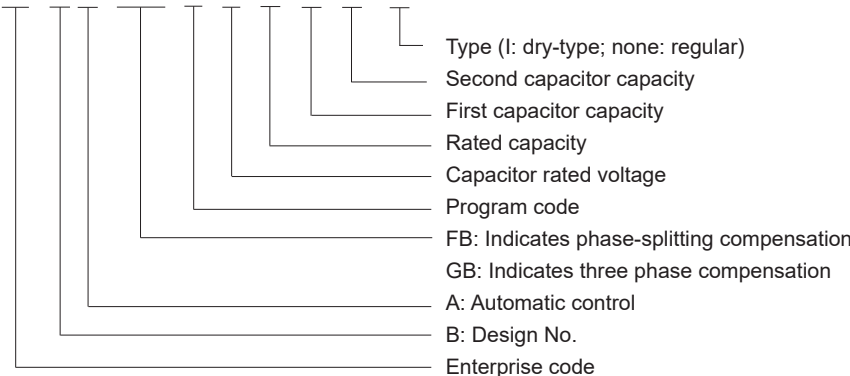 Type (I: dry-type; none: regular)
Second capacitor capacity
First capacitor capacity
Rated capacity
Capacitor rated voltage
Program code
FB: Indicates phase-splitting compensation
GB: Indicates three phase compensation
A: Automatic control
B: Design No.
Enterprise code